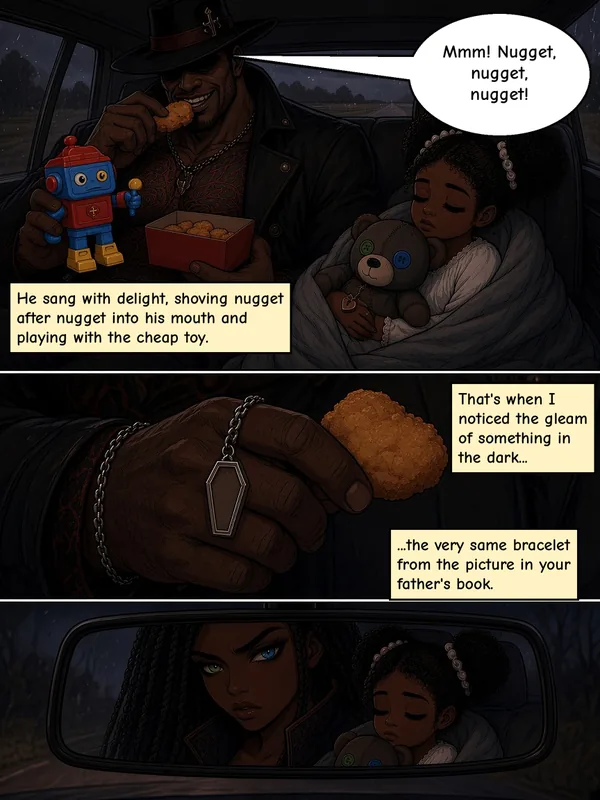 Mmm! Nugget,
nugget,
nugget!
He sang with delight, shoving nugget
after nugget into his mouth and
playing with the cheap toy.
That's when I
noticed the gleam
of something in
the dark...
...the very same bracelet
from the picture in your
father's book.